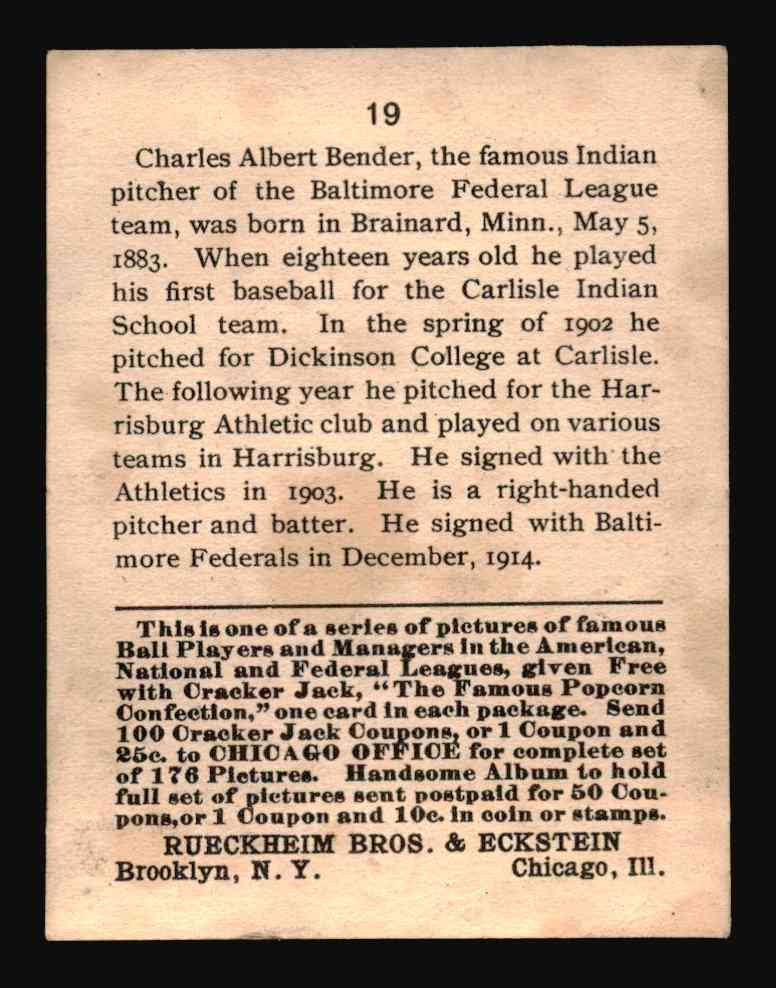 19
Charles Albert Bender, the famous Indian
pitcher of the Baltimore Federal League
team, was born in Brainard, Minn., May 5,
1883. When eighteen years old he played
his first baseball for the Carlisle Indian
School team. In the spring of 1902 he
pitched for Dickinson College at Carlisle.
The following year he pitched for the Har-
risburg Athletic club and played on various
teams in Harrisburg. He signed with the
Athletics in 1903. He is a right-handed
pitcher and batter. He signed with Balti-
more Federals in December, 1914.
This is one of a series of pictures of famous
Ball Players and Managers in the American,
National and Federal Leagues, given Free
with Cracker Jack, "The Famous Popcorn
Confection," one card in each package. Send
100 Cracker Jack Coupons, or 1 Coupon and
25c. to CHICAGO OFFICE for complete set
of 176 Pictures. Handsome Album to hold
full set of pictures sent postpaid for 50 Cou-
pons, or 1 Coupon and 10c. in coin or stamps.
RUECKHEIM BROS. & ECKSTEIN
Brooklyn, N. Y. Chicago, Ill.